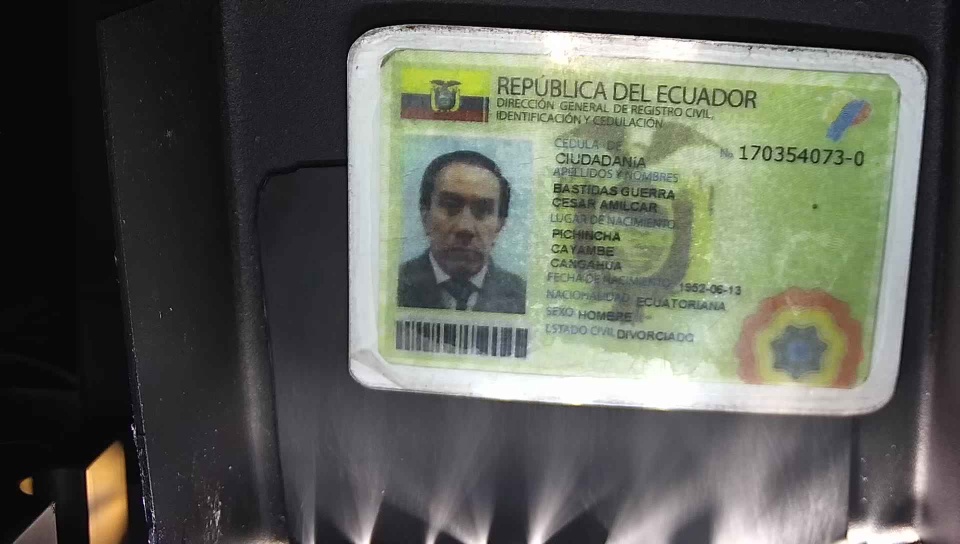 REPÚBLICA DEL ECUADOR
DIRECCIÓN GENERAL DE REGISTRO CIVIL,
IDENTIFICACIÓN Y CEDULACIÓN
CÉDULA DE
CIUDADANÍA
No. 170354073-0
APELLIDOS Y NOMBRES
BASTIDAS GUERRA
CESAR AMILCAR
LUGAR DE NACIMIENTO
PICHINCHA
CAYAMBE
CANGAHUA
FECHA DE NACIMIENTO 1952-06-13
NACIONALIDAD ECUATORIANA
SEXO HOMBRE
ESTADO CIVIL DIVORCIADO